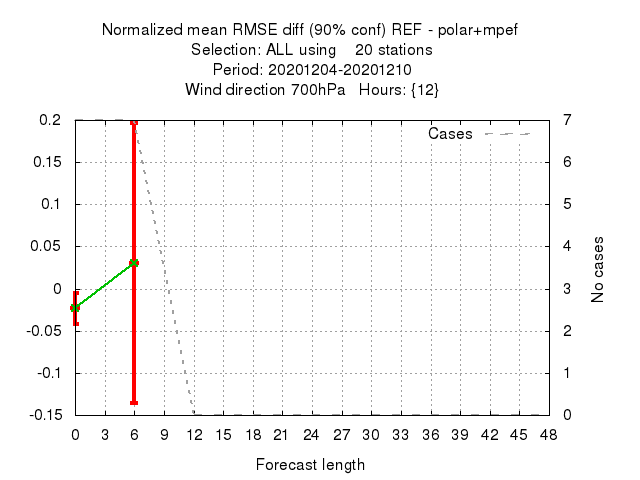 Normalized mean RMSE diff (90% conf) REF - polar+mpef
Selection: ALL using 20 stations
Period: 20201204-20201210
Wind direction 700hPa Hours: {12}
Cases
0.2
0.15
0.1
0.05
0
-0.05
-0.1
-0.15
7
6
5
4
3
2
1
0
No cases
0 3 6 9 12 15 18 21 24 27 30 33 36 39 42 45 48
Forecast length